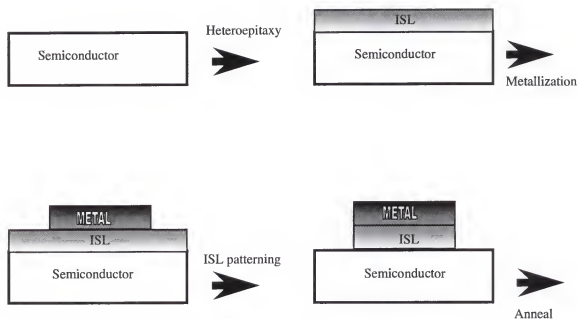 Heteroepitaxy
ISL
Semiconductor
Semiconductor
Metallization
METAL
ISL
ISL patterning
Semiconductor
METAL
ISL
Semiconductor
Anneal